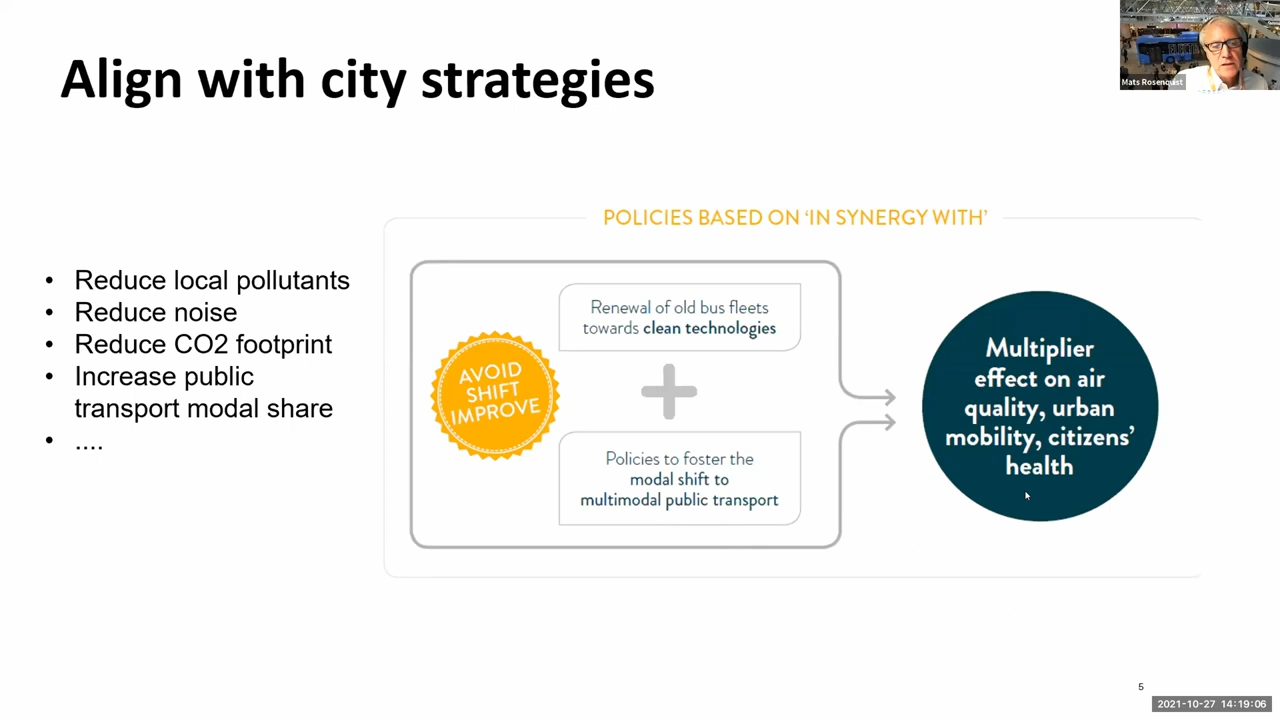 Align with city strategies
Mats Rosenquist
POLICIES BASED ON ‘IN SYNERGY WITH’
• Reduce local pollutants
• Reduce noise
• Reduce CO2 footprint
• Increase public
transport modal share
• ....
AVOID
SHIFT
IMPROVE
Renewal of old bus fleets
towards clean technologies
+
Policies to foster the
modal shift to
multimodal public transport
Multiplier
effect on air
quality, urban
mobility, citizens’
health
5
2021-10-27 14:19:06